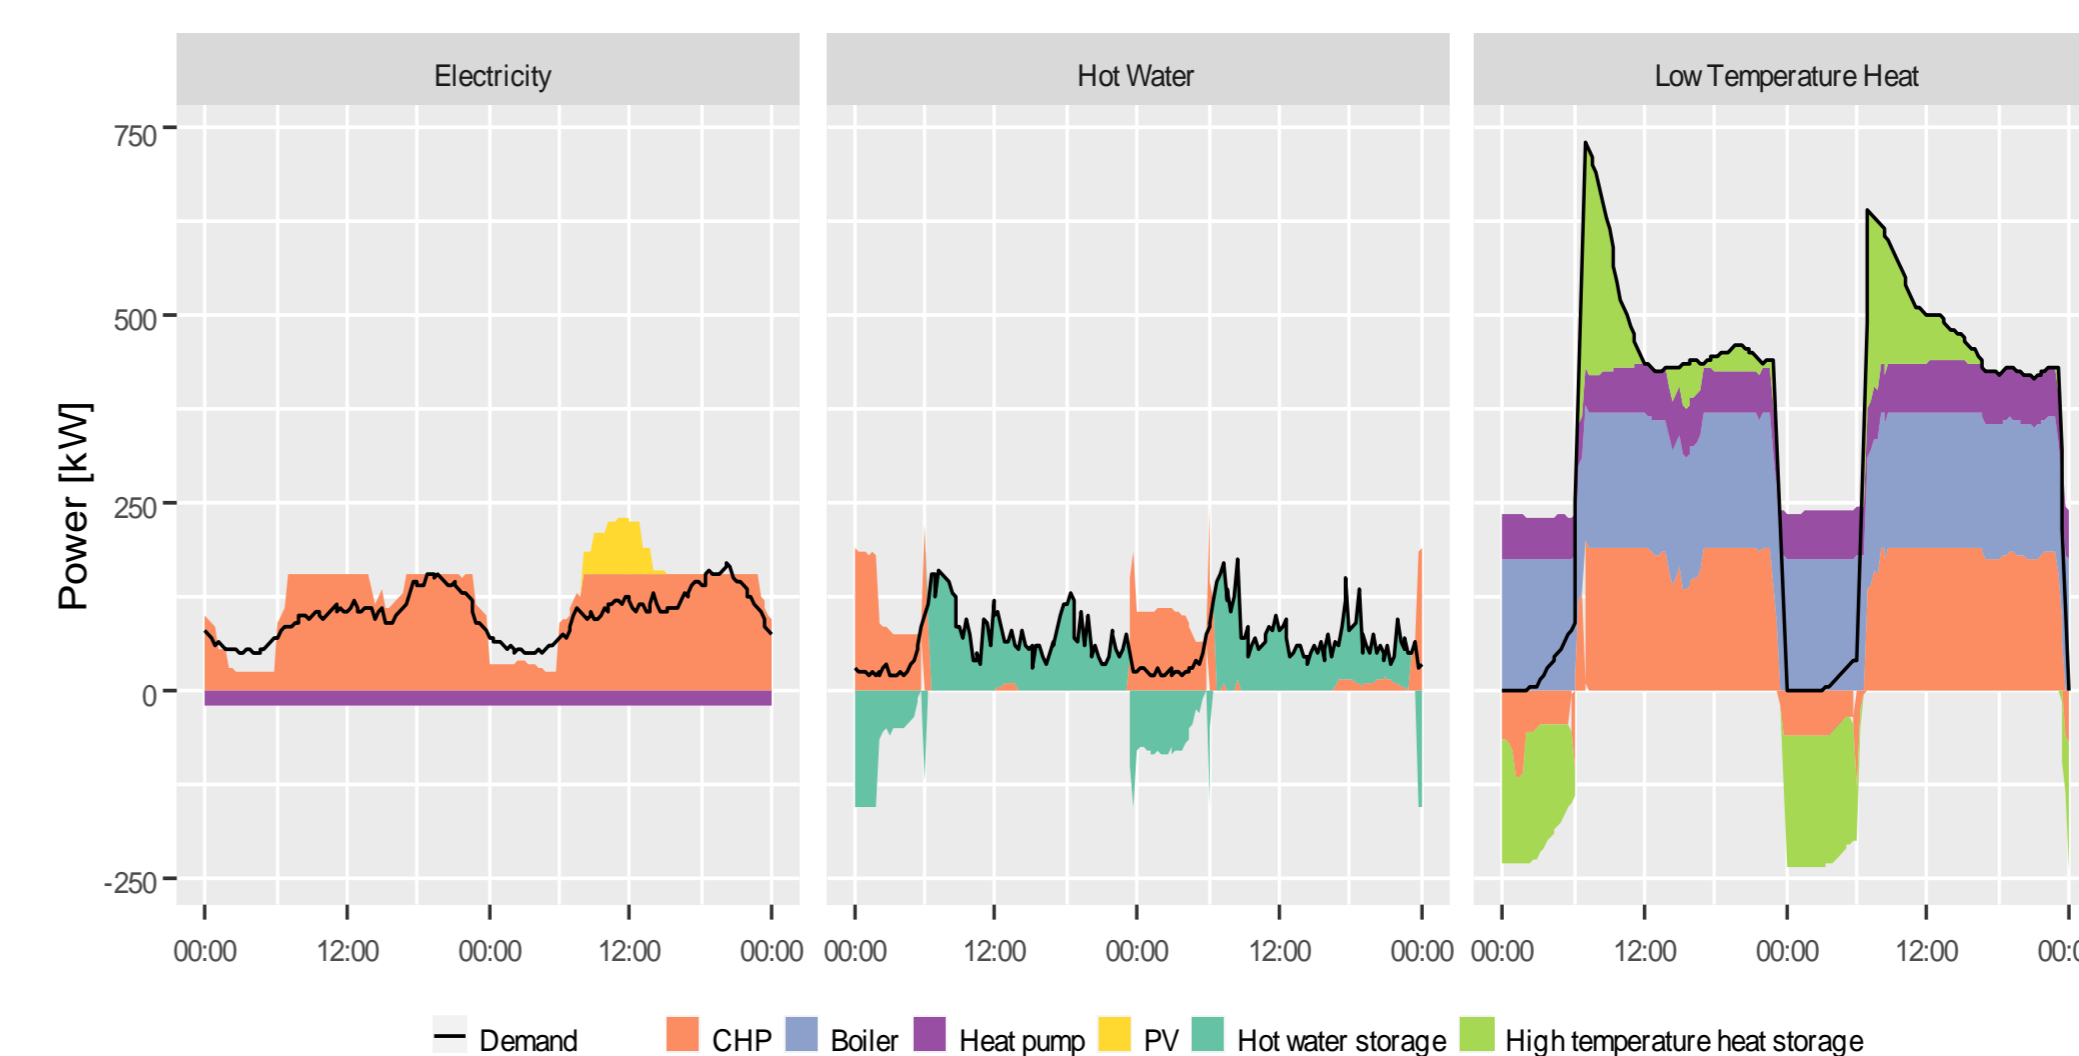 Electricity Hot Water Low Temperature Heat
750
500
250
0
-250
Power [kW]
00:00 12:00 00:00 12:00 00:00 00:00 12:00 00:00 12:00 00:00 00:00 12:00 00:00 12:00 00:0
Demand CHP Boiler Heat pump PV Hot water storage High temperature heat storage